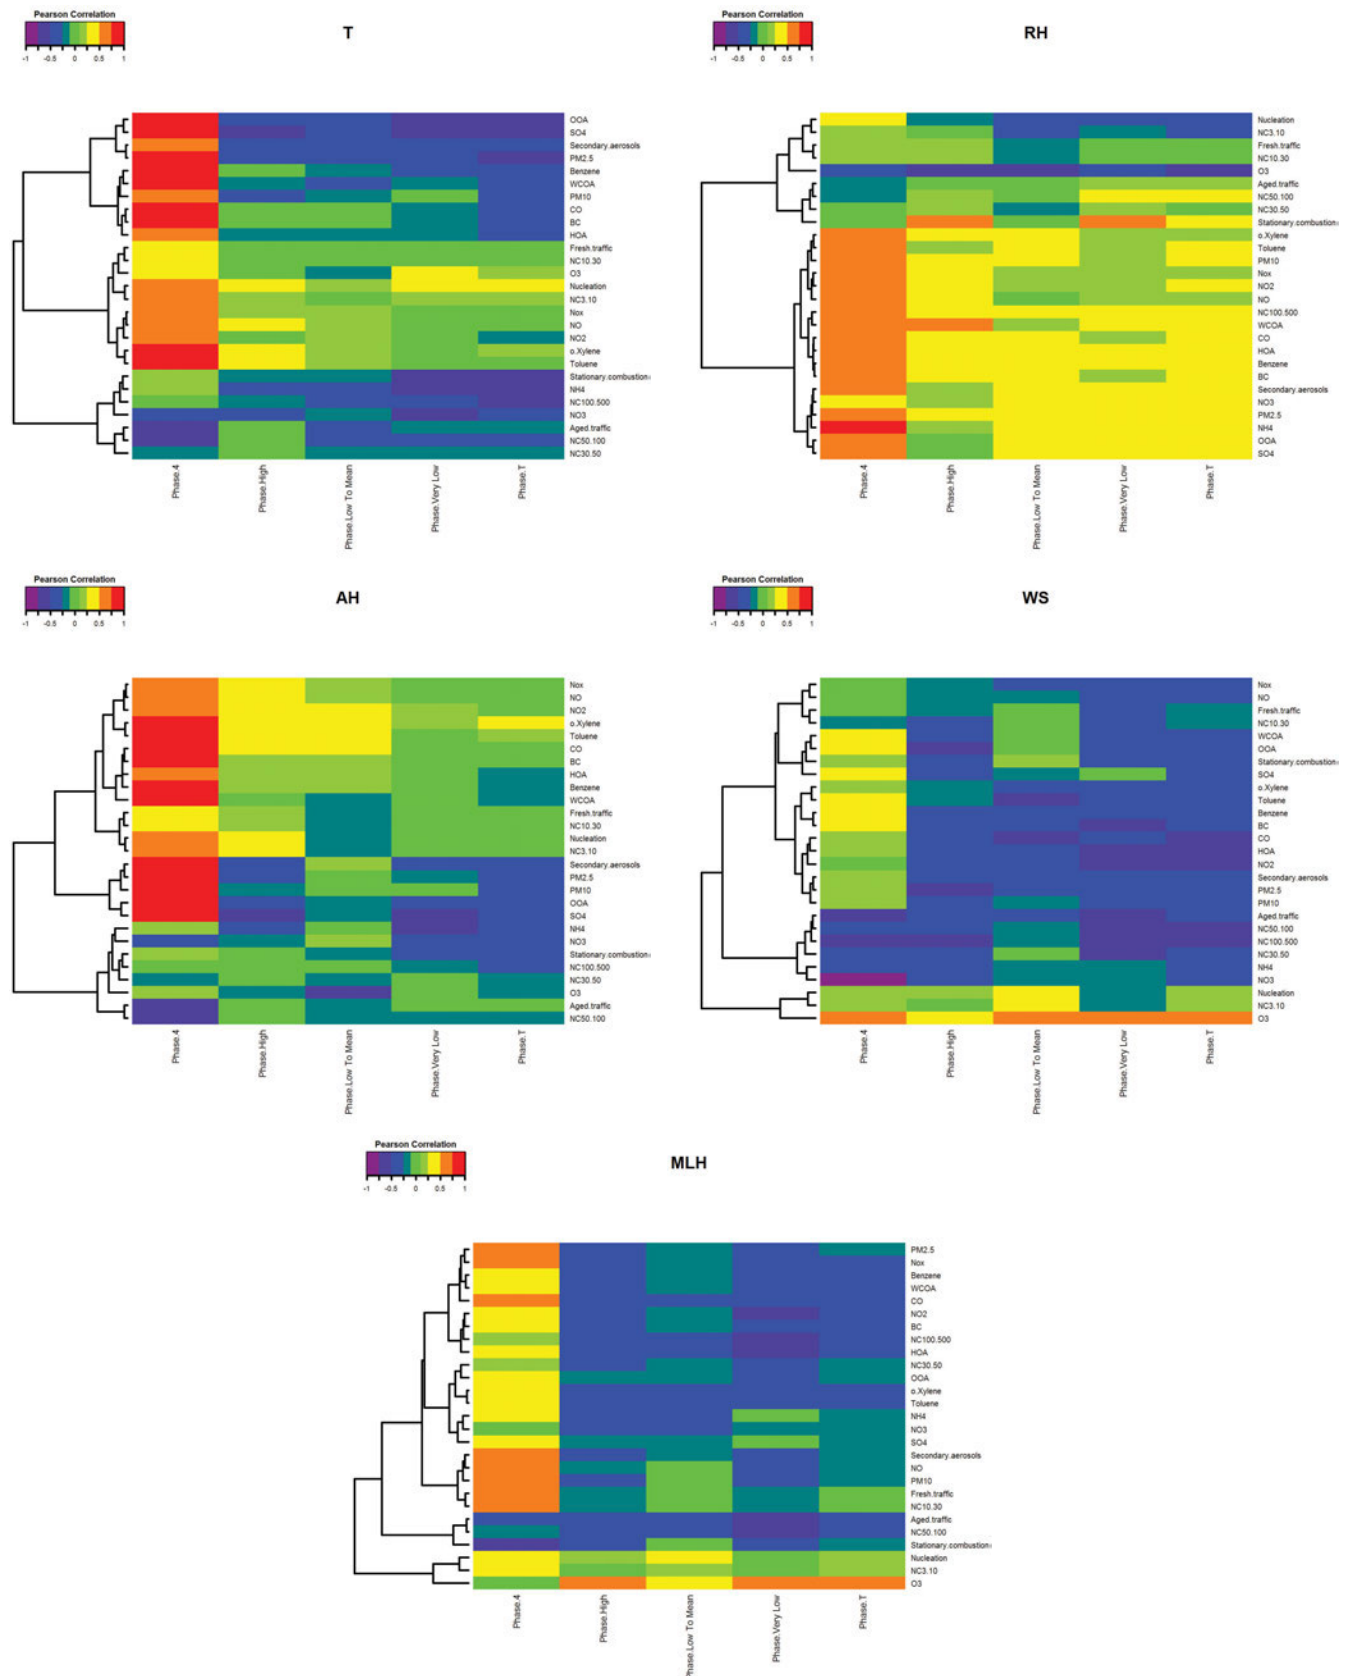 Pearson Correlation
-1 -0.5 0 0.5 1
T
OOA
SO4
Secondary.aerosols
PM2.5
Benzene
WCOA
PM10
CO
BC
HOA
Fresh.traffic
NC10.30
O3
Nucleation
NC3.10
Nox
NO
NO2
o.Xylene
Toluene
Stationary.combustion
NH4
NC100.500
NO3
Aged.traffic
NC50.100
NC30.50
Phase.4
Phase.High
Phase.Low To Mean
Phase.Very Low
Phase.T
Pearson Correlation
-1 -0.5 0 0.5 1
RH
Nucleation
NC3.10
Fresh.traffic
NC10.30
O3
Aged.traffic
NC50.100
NC30.50
Stationary.combustion
o.Xylene
Toluene
PM10
Nox
NO2
NO
NC100.500
WCOA
CO
HOA
Benzene
BC
Secondary.aerosols
NO3
PM2.5
NH4
OOA
SO4
Phase.4
Phase.High
Phase.Low To Mean
Phase.Very Low
Phase.T
Pearson Correlation
-1 -0.5 0 0.5 1
AH
Nox
NO
NO2
o.Xylene
Toluene
CO
BC
HOA
Benzene
WCOA
Fresh.traffic
NC10.30
Nucleation
NC3.10
Secondary.aerosols
PM2.5
PM10
OOA
SO4
NH4
NO3
Stationary.combustion
NC100.500
NC30.50
O3
Aged.traffic
NC50.100
Phase.4
Phase.High
Phase.Low To Mean
Phase.Very Low
Phase.T
Pearson Correlation
-1 -0.5 0 0.5 1
WS
Nox
NO
Fresh.traffic
NC10.30
WCOA
OOA
Stationary.combustion
SO4
o.Xylene
Toluene
Benzene
BC
CO
HOA
NO2
Secondary.aerosols
PM2.5
PM10
Aged.traffic
NC50.100
NC100.500
NC30.50
NH4
NO3
Nucleation
NC3.10
O3
Phase.4
Phase.High
Phase.Low To Mean
Phase.Very Low
Phase.T
Pearson Correlation
-1 -0.5 0 0.5 1
MLH
PM2.5
Nox
Benzene
WCOA
CO
NO2
BC
NC100.500
HOA
NC30.50
OOA
o.Xylene
Toluene
NH4
NO3
SO4
Secondary.aerosols
NO
PM10
Fresh.traffic
NC10.30
Aged.traffic
NC50.100
Stationary.combustion
Nucleation
NC3.10
O3
Phase.4
Phase.High
Phase.Low To Mean
Phase.Very Low
Phase.T